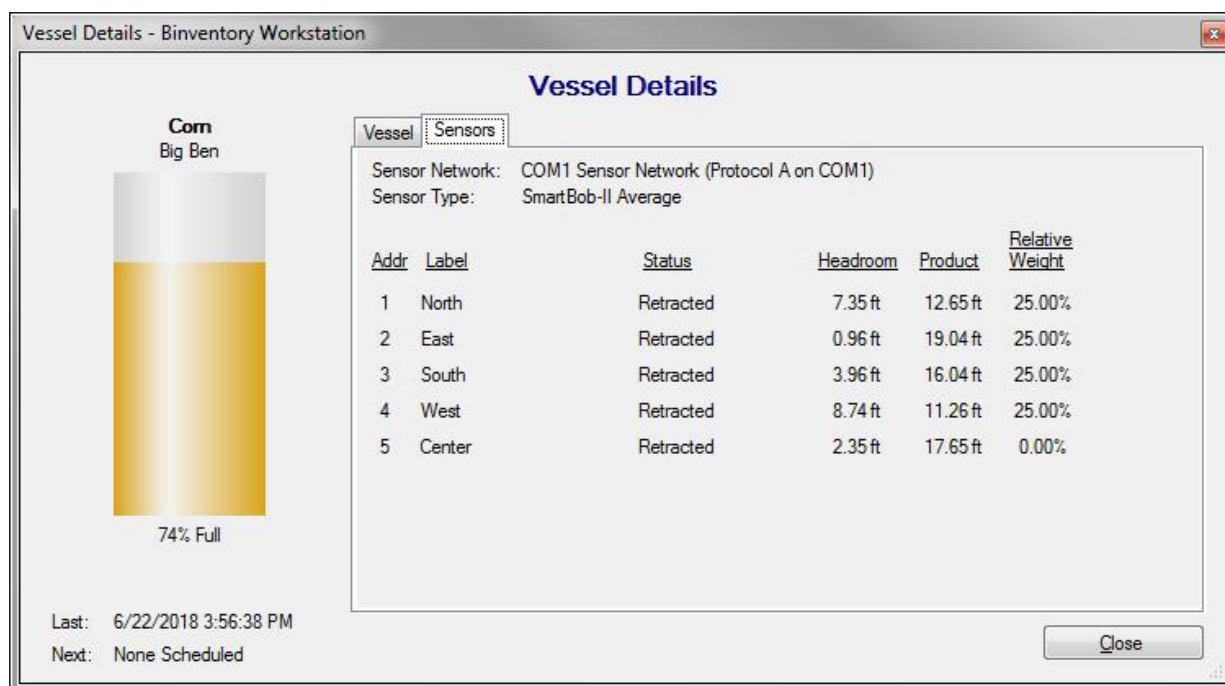 Vessel Details - Binventory Workstation
Vessel Details
Corn
Big Ben
74% Full
Last: 6/22/2018 3:56:38 PM
Next: None Scheduled
Vessel Sensors
Sensor Network: COM1 Sensor Network (Protocol A on COM1)
Sensor Type: SmartBob-II Average
Addr Label Status Headroom Product Relative Weight
1 North Retracted 7.35 ft 12.65 ft 25.00%
2 East Retracted 0.96 ft 19.04 ft 25.00%
3 South Retracted 3.96 ft 16.04 ft 25.00%
4 West Retracted 8.74 ft 11.26 ft 25.00%
5 Center Retracted 2.35 ft 17.65 ft 0.00%
Close